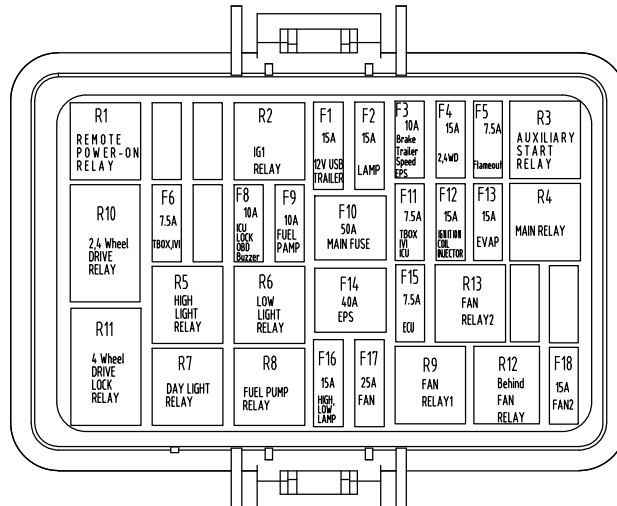 R1
REMOTE
POWER-ON
RELAY
R2
IG1
RELAY
F1
15A
12V USB
TRAILER
F2
15A
LAMP
F3
10A
Brake
Trailer
Speed
EPS
F4
15A
2,4WD
F5
7.5A
Flameout
R3
AUXILIARY
START
RELAY
R10
2,4 Wheel
DRIVE
RELAY
F6
7.5A
TBOX,IVI
F8
10A
ICU
LOCK
OBD
Buzzer
F9
10A
FUEL
PAMP
F10
50A
MAIN FUSE
F11
7.5A
TBOX
IVI
ICU
F12
15A
IGNITION
COIL
INJECTOR
F13
15A
EVAP
R4
MAIN RELAY
R5
HIGH
LIGHT
RELAY
R6
LOW
LIGHT
RELAY
F14
40A
EPS
F15
7.5A
ECU
R13
FAN
RELAY2
R11
4 Wheel
DRIVE
LOCK
RELAY
R7
DAY LIGHT
RELAY
R8
FUEL PUMP
RELAY
F16
15A
HIGH,
LOW
LAMP
F17
25A
FAN
R9
FAN
RELAY1
R12
Behind
FAN
RELAY
F18
15A
FAN2